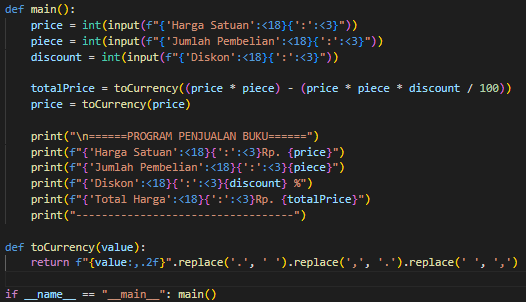 def main():
    price = int(input(f"{'Harga Satuan':<18}{':':<3}"))
    piece = int(input(f"{'Jumlah Pembelian':<18}{':':<3}"))
    discount = int(input(f"{'Diskon':<18}{':':<3}"))

    totalPrice = toCurrency((price * piece) - (price * piece * discount / 100))
    price = toCurrency(price)

    print("\n======PROGRAM PENJUALAN BUKU======")
    print(f"{'Harga Satuan':<18}{':':<3}Rp. {price}")
    print(f"{'Jumlah Pembelian':<18}{':':<3}{piece}")
    print(f"{'Diskon':<18}{':':<3}{discount} %")
    print(f"{'Total Harga':<18}{':':<3}Rp. {totalPrice}")
    print("----------------------------------")

def toCurrency(value):
    return f"{value:,.2f}".replace('.', ' ').replace(',', '.').replace(' ', ',')

if __name__ == "__main__": main()